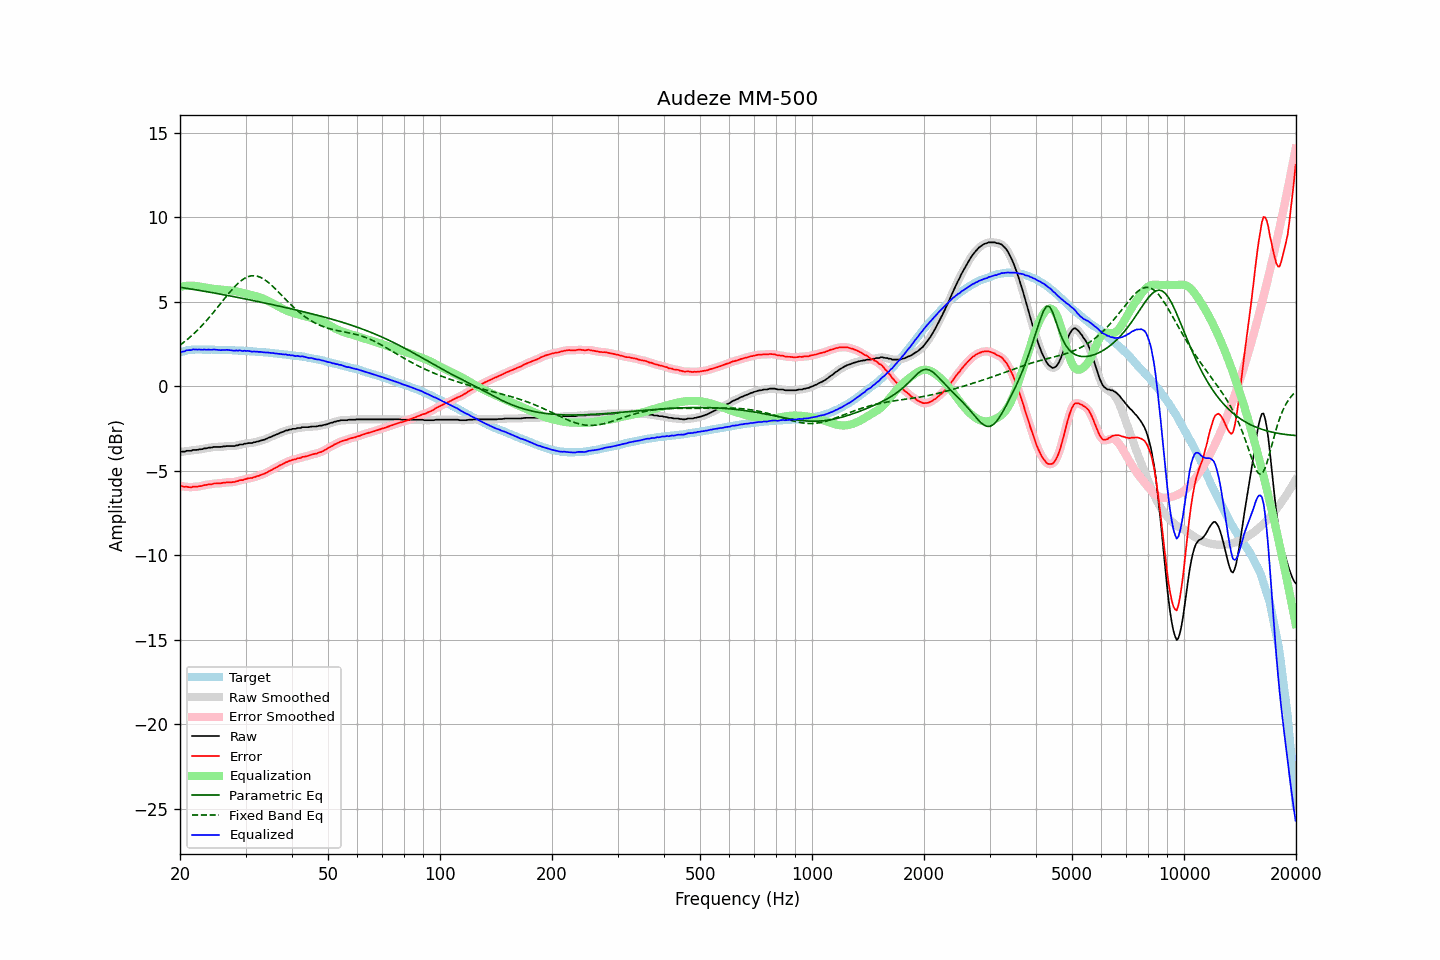 Audeze MM-500
15
10
5
0
−5
−10
−15
−20
−25
Amplitude (dBr)
Target
Raw Smoothed
Error Smoothed
Raw
Error
Equalization
Parametric Eq
Fixed Band Eq
Equalized
20 50 100 200 500 1000 2000 5000 10000 20000
Frequency (Hz)